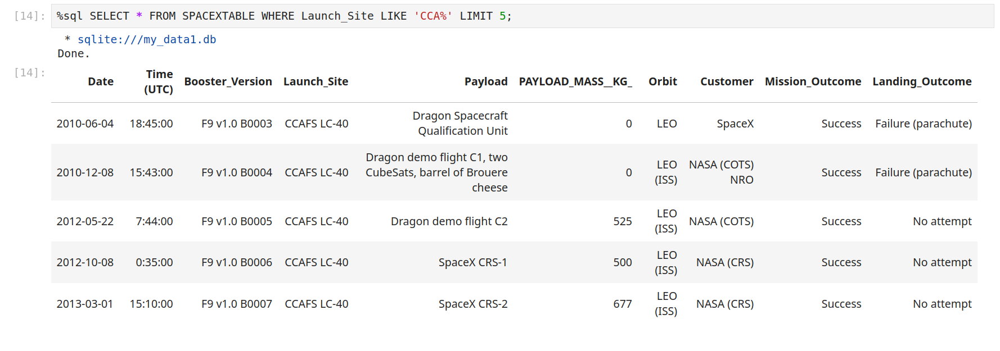 [14]: %sql SELECT * FROM SPACEXTABLE WHERE Launch_Site LIKE 'CCA%' LIMIT 5;
* sqlite:///my_data1.db
Done.
[14]:
Date Time (UTC) Booster_Version Launch_Site Payload PAYLOAD_MASS__KG_ Orbit Customer Mission_Outcome Landing_Outcome
2010-06-04 18:45:00 F9 v1.0 B0003 CCAFS LC-40 Dragon Spacecraft Qualification Unit 0 LEO SpaceX Success Failure (parachute)
2010-12-08 15:43:00 F9 v1.0 B0004 CCAFS LC-40 Dragon demo flight C1, two CubeSats, barrel of Brouere cheese 0 LEO (ISS) NASA (COTS) NRO Success Failure (parachute)
2012-05-22 7:44:00 F9 v1.0 B0005 CCAFS LC-40 Dragon demo flight C2 525 LEO (ISS) NASA (COTS) Success No attempt
2012-10-08 0:35:00 F9 v1.0 B0006 CCAFS LC-40 SpaceX CRS-1 500 LEO (ISS) NASA (CRS) Success No attempt
2013-03-01 15:10:00 F9 v1.0 B0007 CCAFS LC-40 SpaceX CRS-2 677 LEO (ISS) NASA (CRS) Success No attempt